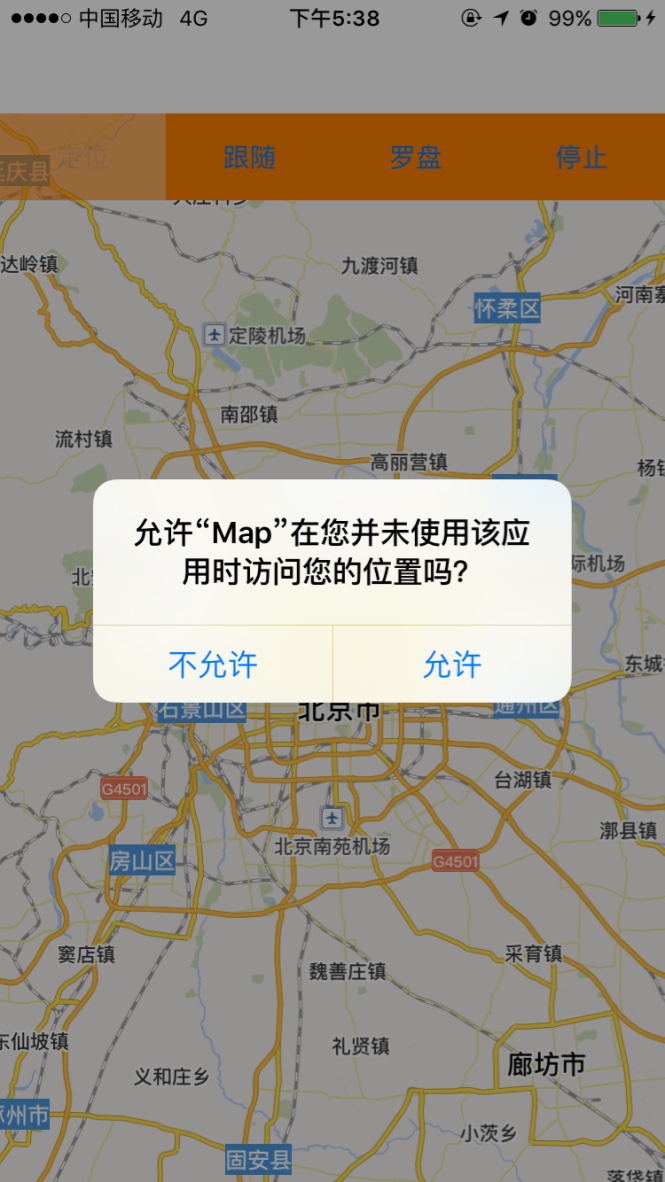 中国移动 4G 下午5:38 99%
定位 跟随 罗盘 停止
庆县
达岭镇
九渡河镇
怀柔区
河南寨
定陵机场
南邵镇
流村镇
高丽营镇
杨
允许“Map”在您并未使用该应
用时访问您的位置吗?
不允许 允许
北
际机场
东城
石景山区
北京市
通州区
台湖镇
G4501
漷县镇
北京南苑机场
房山区
G4501
窦店镇
采育镇
魏善庄镇
东仙坡镇
礼贤镇
廊坊市
义和庄乡
州市
小茨乡
固安县
落垡镇